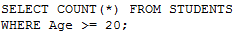 SELECT COUNT(*) FROM STUDENTS
WHERE Age >= 20;